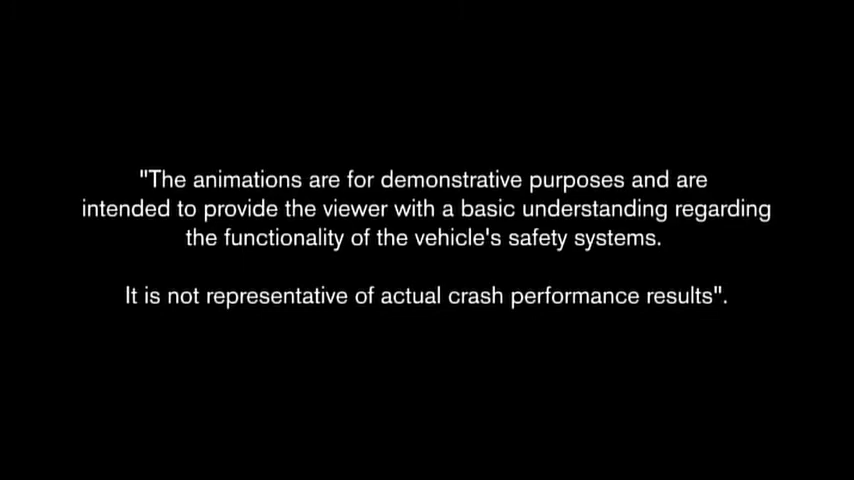 "The animations are for demonstrative purposes and are
intended to provide the viewer with a basic understanding regarding
the functionality of the vehicle's safety systems.
It is not representative of actual crash performance results".